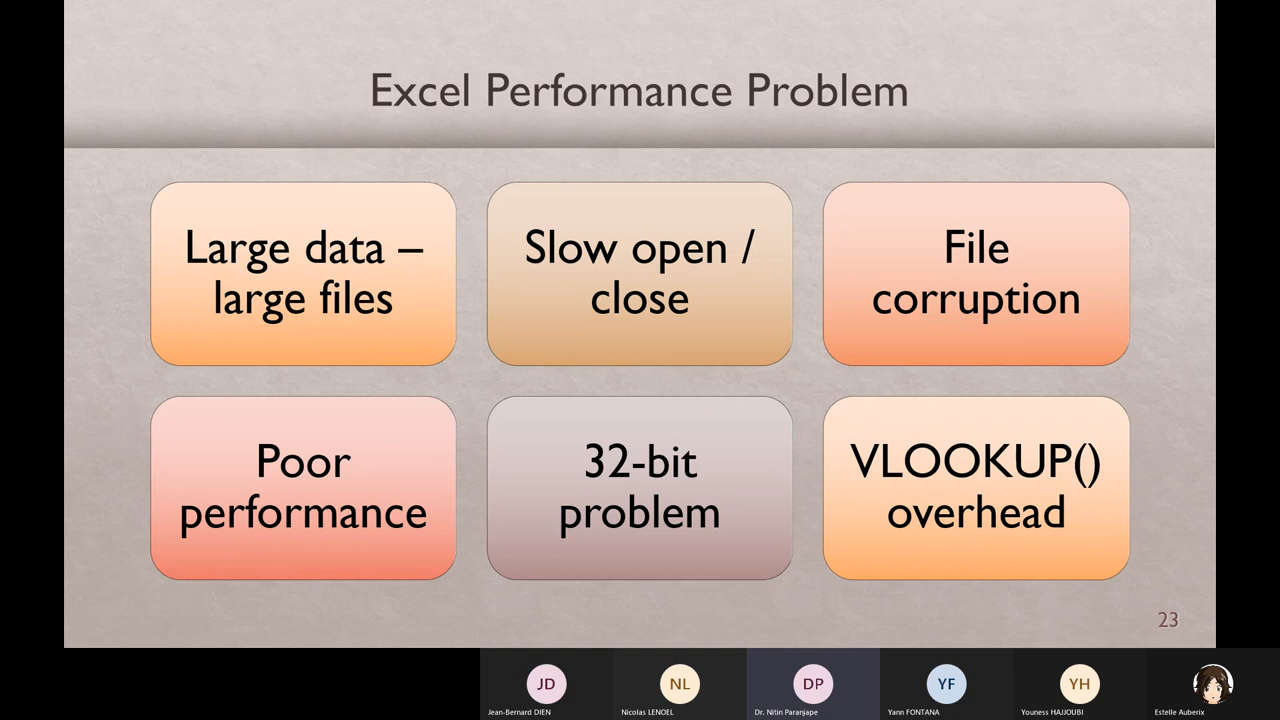 Excel Performance Problem
Large data –
large files
Slow open /
close
File
corruption
Poor
performance
32-bit
problem
VLOOKUP()
overhead
23
JD
NL
DP
YF
YH
Jean-Bernard DIEN
Nicolas LENOEL
Dr. Nitin Paranjape
Yann FONTANA
Youness HAJJOUBI
Estelle Auberix